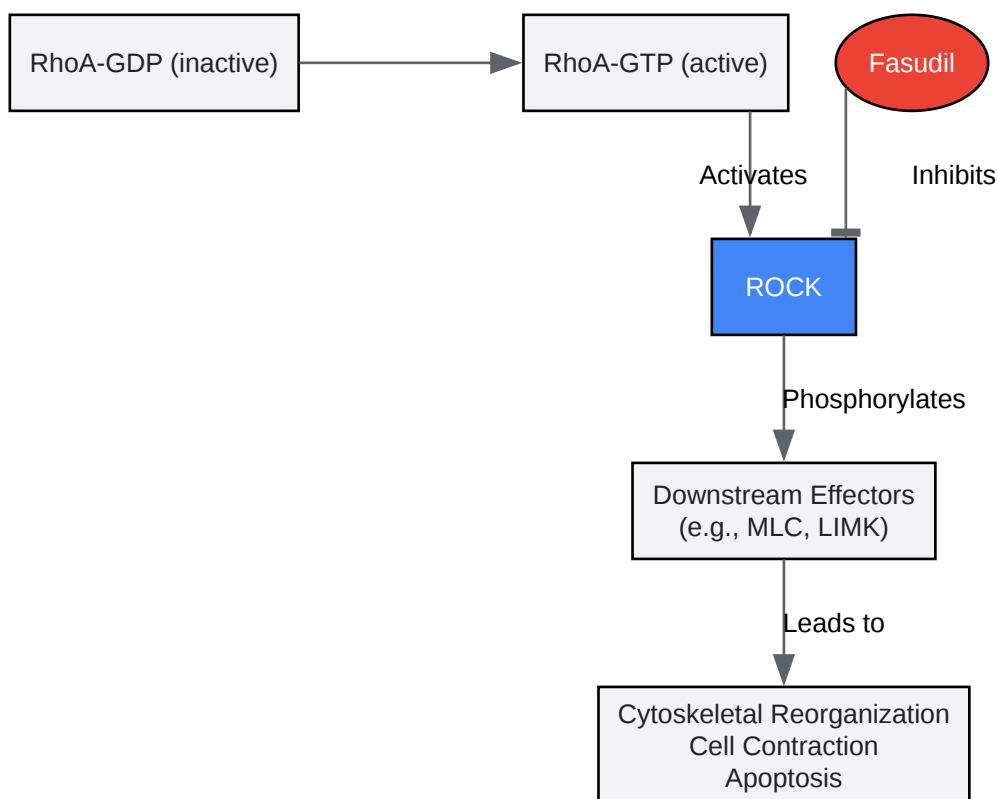 RhoA-GDP (inactive)
RhoA-GTP (active)
Fasudil
Activates
Inhibits
ROCK
Phosphorylates
Downstream Effectors
(e.g., MLC, LIMK)
Leads to
Cytoskeletal Reorganization
Cell Contraction
Apoptosis